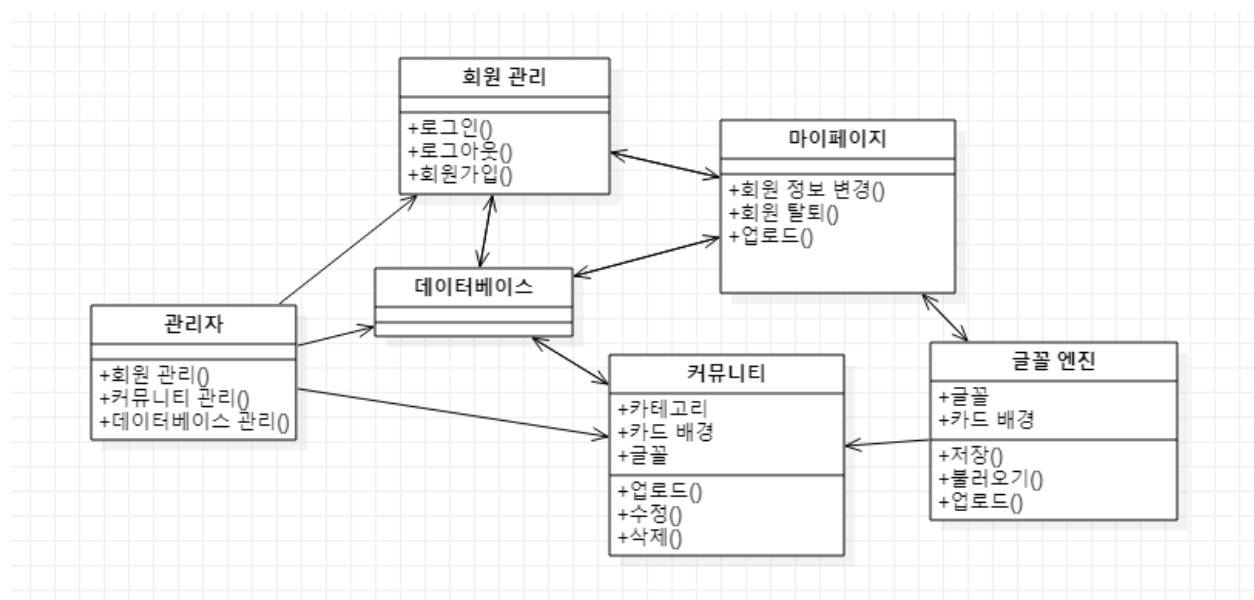 회원 관리
+로그인()
+로그아웃()
+회원가입()
마이페이지
+회원 정보 변경()
+회원 탈퇴()
+업로드()
데이터베이스
관리자
+회원 관리()
+커뮤니티 관리()
+데이터베이스 관리()
커뮤니티
+카테고리
+카드 배경
+글꼴
+업로드()
+수정()
+삭제()
글꼴 엔진
+글꼴
+카드 배경
+저장()
+불러오기()
+업로드()